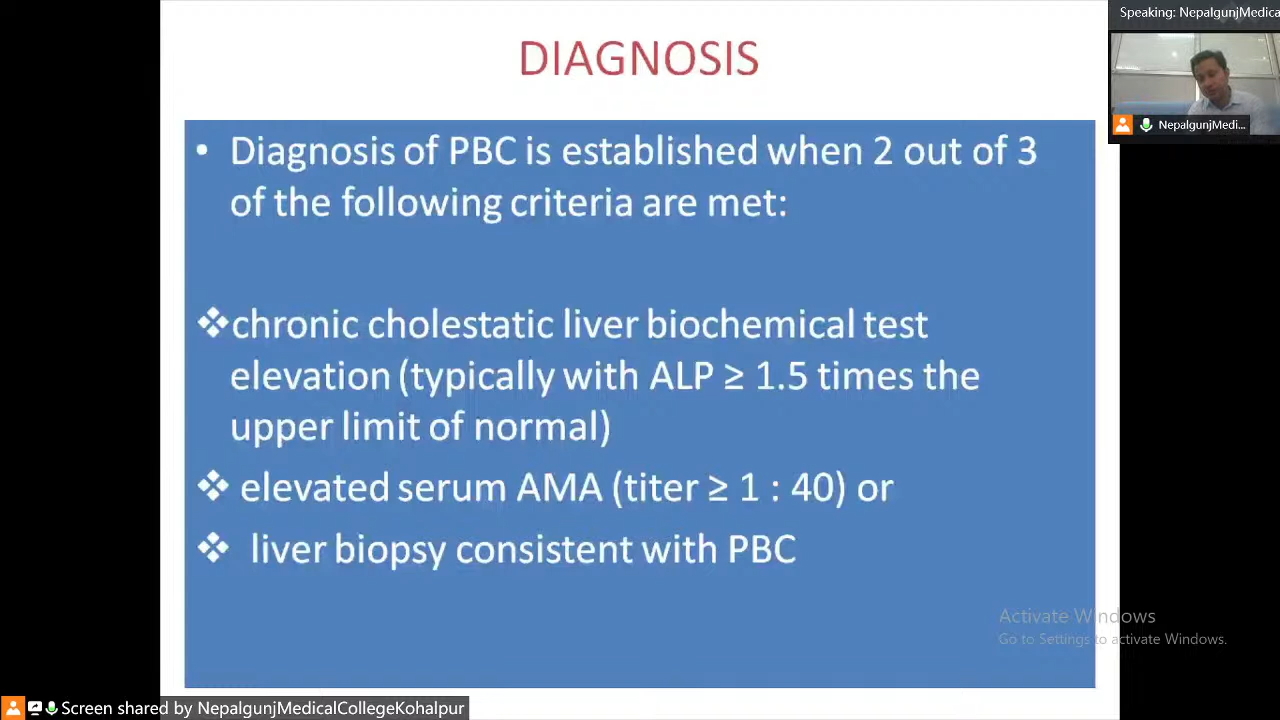 Speaking: NepalgunjMedica
DIAGNOSIS
NepalgunjMedi...
• Diagnosis of PBC is established when 2 out of 3
of the following criteria are met:
❖chronic cholestatic liver biochemical test
elevation (typically with ALP ≥ 1.5 times the
upper limit of normal)
❖ elevated serum AMA (titer ≥ 1 : 40) or
❖ liver biopsy consistent with PBC
Activate Windows
Go to Settings to activate Windows.
Screen shared by NepalgunjMedicalCollegeKohalpur